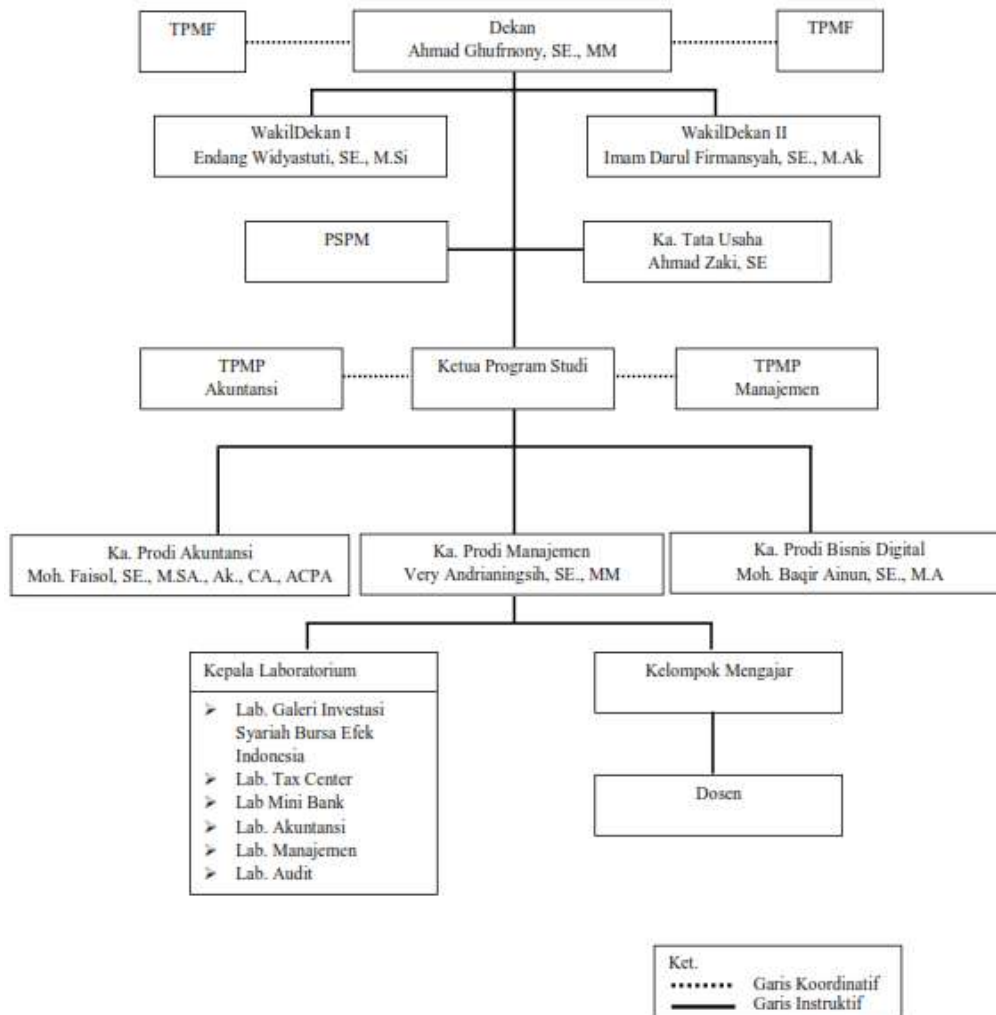 TPMF
Dekan
Ahmad Ghufrnony, SE., MM
TPMF
WakilDekan I
Endang Widyastuti, SE., M.Si
WakilDekan II
Imam Darul Firmansyah, SE., M.Ak
PSPM
Ka. Tata Usaha
Ahmad Zaki, SE
TPMP
Akuntansi
Ketua Program Studi
TPMP
Manajemen
Ka. Prodi Akuntansi
Moh. Faisol, SE., M.SA., Ak., CA., ACPA
Ka. Prodi Manajemen
Very Andrianingsih, SE., MM
Ka. Prodi Bisnis Digital
Moh. Baqir Ainun, SE., M.A
Kepala Laboratorium
➢ Lab. Galeri Investasi
Syariah Bursa Efek
Indonesia
➢ Lab. Tax Center
➢ Lab Mini Bank
➢ Lab. Akuntansi
➢ Lab. Manajemen
➢ Lab. Audit
Kelompok Mengajar
Dosen
Ket.
Garis Koordinatif
Garis Instruktif